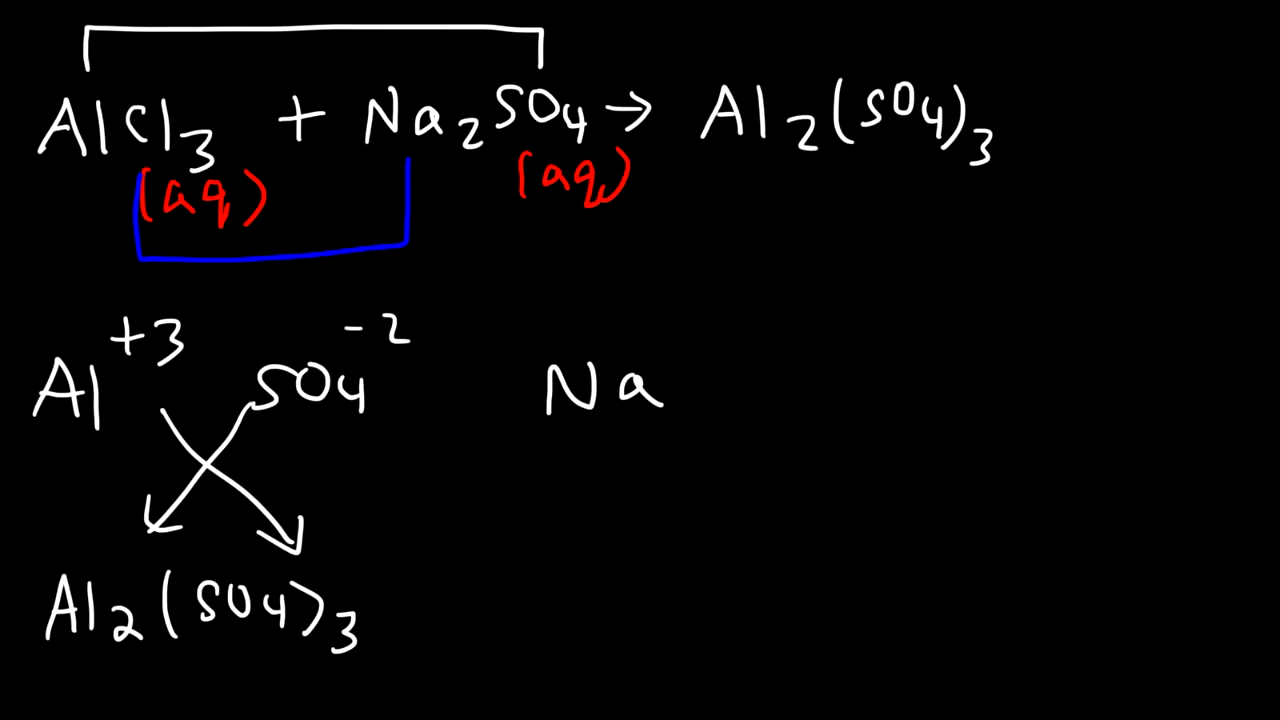 AlCl₃ + Na₂SO₄ → Al₂(SO₄)₃
(aq) (aq)
Al⁺³ SO₄⁻² Na
Al₂(SO₄)₃